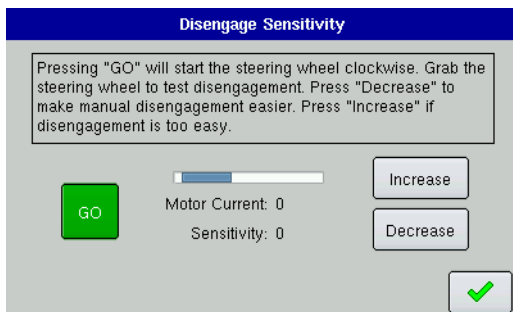 Disengage Sensitivity
Pressing "GO" will start the steering wheel clockwise. Grab the
steering wheel to test disengagement. Press "Decrease" to
make manual disengagement easier. Press "Increase" if
disengagement is too easy.
GO
Motor Current: 0
Sensitivity: 0
Increase
Decrease